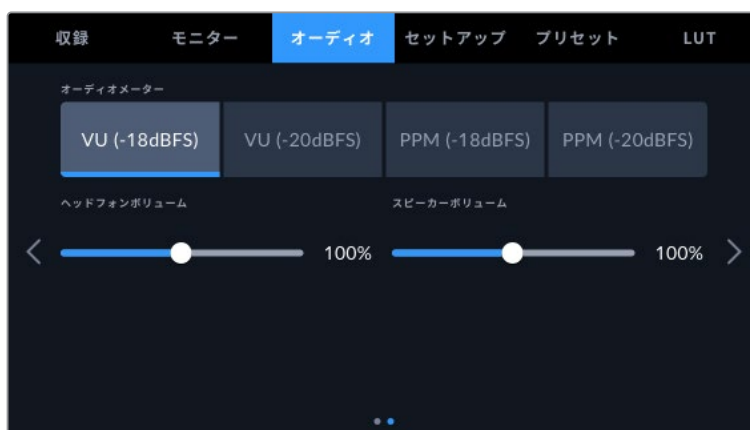 収録 モニター オーディオ セットアップ プリセット LUT
オーディオメーター
VU (-18dBFS) VU (-20dBFS) PPM (-18dBFS) PPM (-20dBFS)
ヘッドフォンボリューム スピーカーボリューム
100% 100%